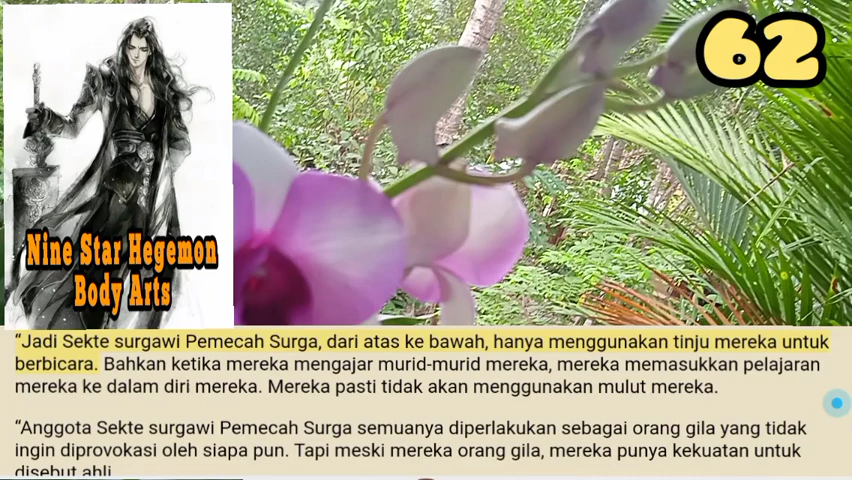 62
Nine Star Hegemon
Body Arts
“Jadi Sekte surgawi Pemecah Surga, dari atas ke bawah, hanya menggunakan tinju mereka untuk
berbicara. Bahkan ketika mereka mengajar murid-murid mereka, mereka memasukkan pelajaran
mereka ke dalam diri mereka. Mereka pasti tidak akan menggunakan mulut mereka.
“Anggota Sekte surgawi Pemecah Surga semuanya diperlakukan sebagai orang gila yang tidak
ingin diprovokasi oleh siapa pun. Tapi meski mereka orang gila, mereka punya kekuatan untuk
disebut ahli